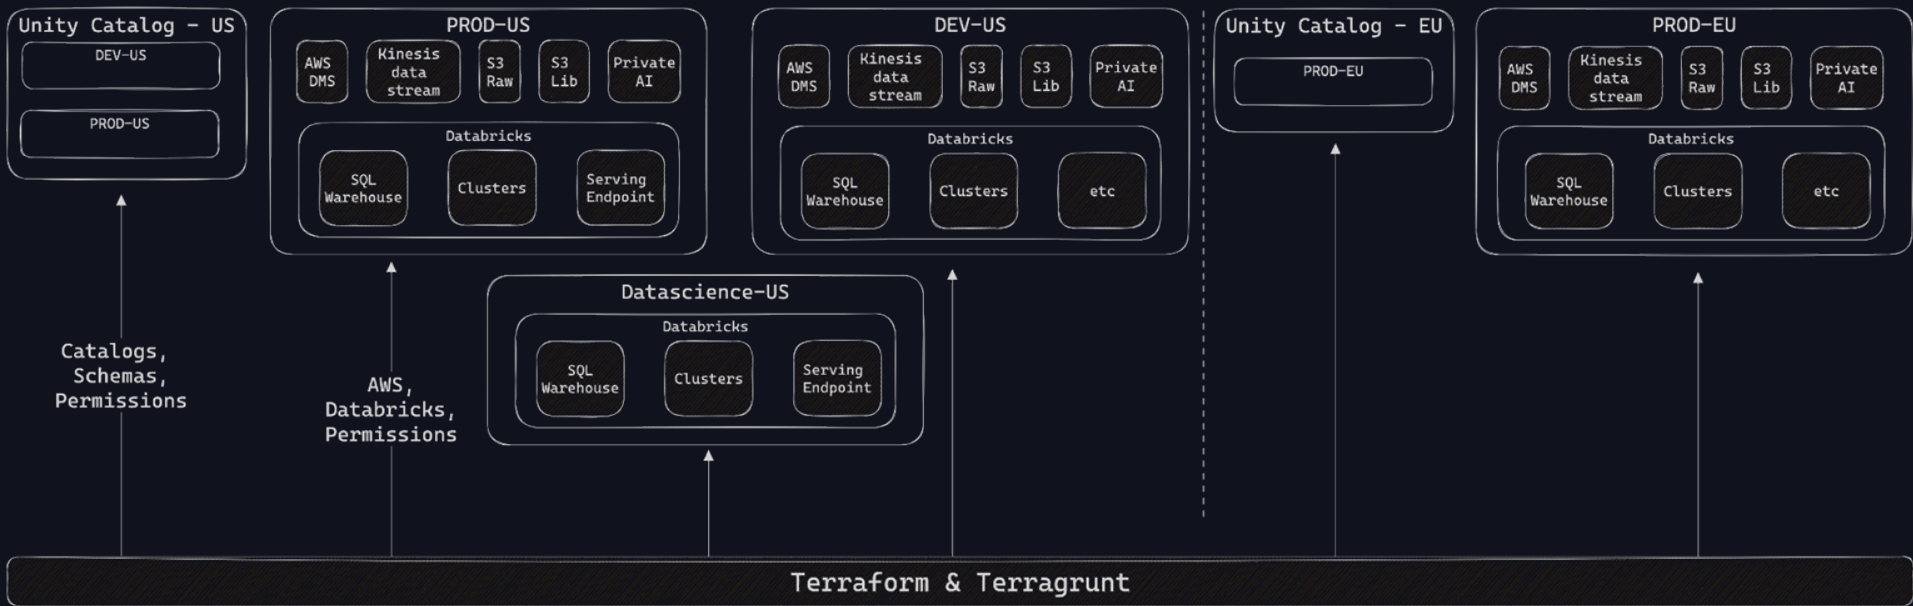 Unity Catalog - US
DEV-US
PROD-US
PROD-US
AWS
DMS
Kinesis
data
stream
S3
Raw
S3
Lib
Private
AI
Databricks
SQL
Warehouse
Clusters
Serving
Endpoint
DEV-US
AWS
DMS
Kinesis
data
stream
S3
Raw
S3
Lib
Private
AI
Databricks
SQL
Warehouse
Clusters
etc
Unity Catalog - EU
PROD-EU
PROD-EU
AWS
DMS
Kinesis
data
stream
S3
Raw
S3
Lib
Private
AI
Databricks
SQL
Warehouse
Clusters
etc
Datascience-US
Databricks
SQL
Warehouse
Clusters
Serving
Endpoint
Catalogs,
Schemas,
Permissions
AWS,
Databricks,
Permissions
Terraform & Terragrunt